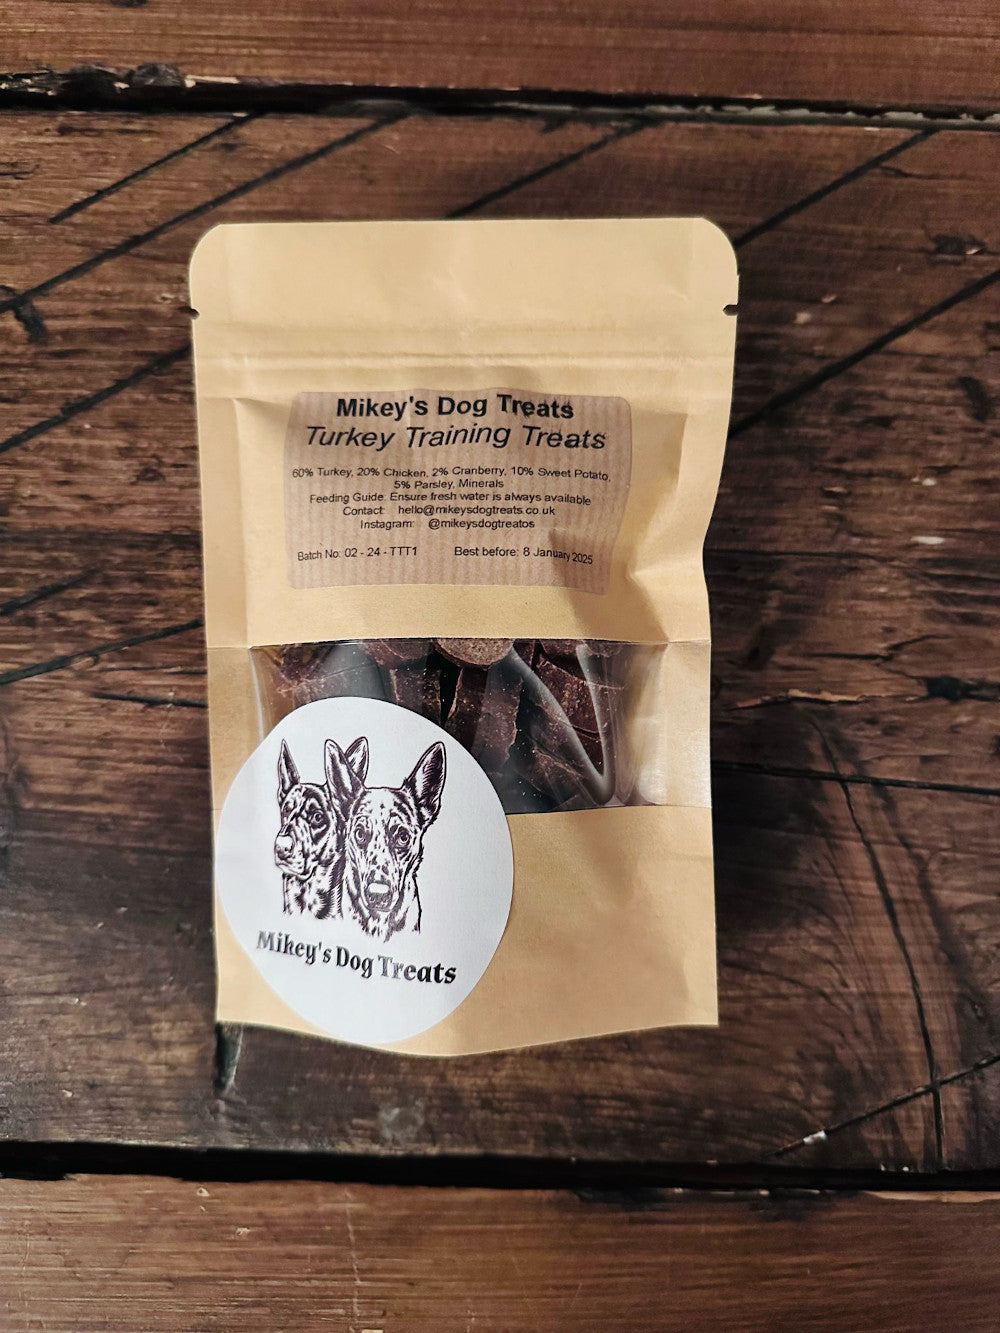 Mikey's Dog Treats
Turkey Training Treats
60% Turkey, 20% Chicken, 2% Cranberry, 10% Sweet Potato,
5% Parsley, Minerals
Feeding Guide: Ensure fresh water is always available
Contact: hello@mikeysdogtreats.co.uk
Instagram: @mikeysdogtreatos
Batch No: 02 - 24 - TTT1 Best before: 8 January 2025
Mikey's Dog Treats